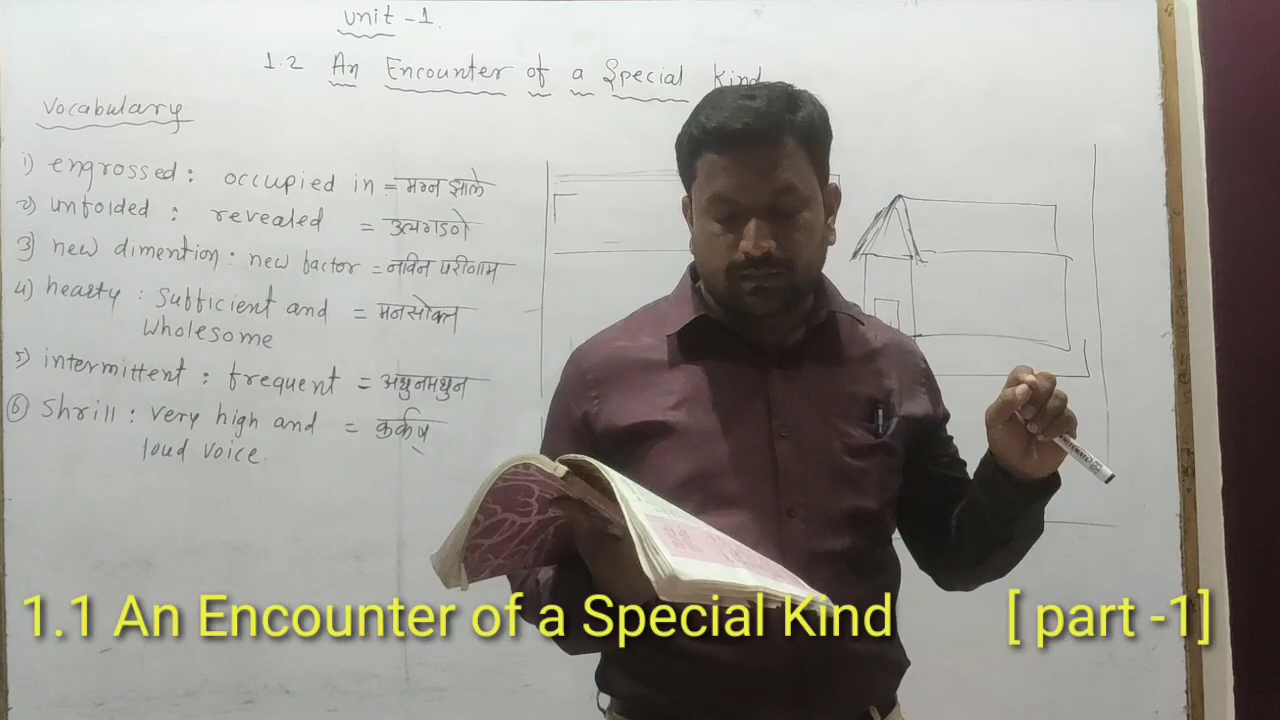 Unit -1.
1.2 An Encounter of a Special Kind
Vocabulary
1) engrossed : occupied in = मग्न झाले
2) unfolded : revealed = उलगडणे
3) new dimention : new factor = नविन परीणाम
4) hearty : sufficient and = मनसोक्त
wholesome
5) intermittent : frequent = अधुनमधुन
6) Shrill : very high and = कर्कष
loud voice.
1.1 An Encounter of a Special Kind [ part -1]